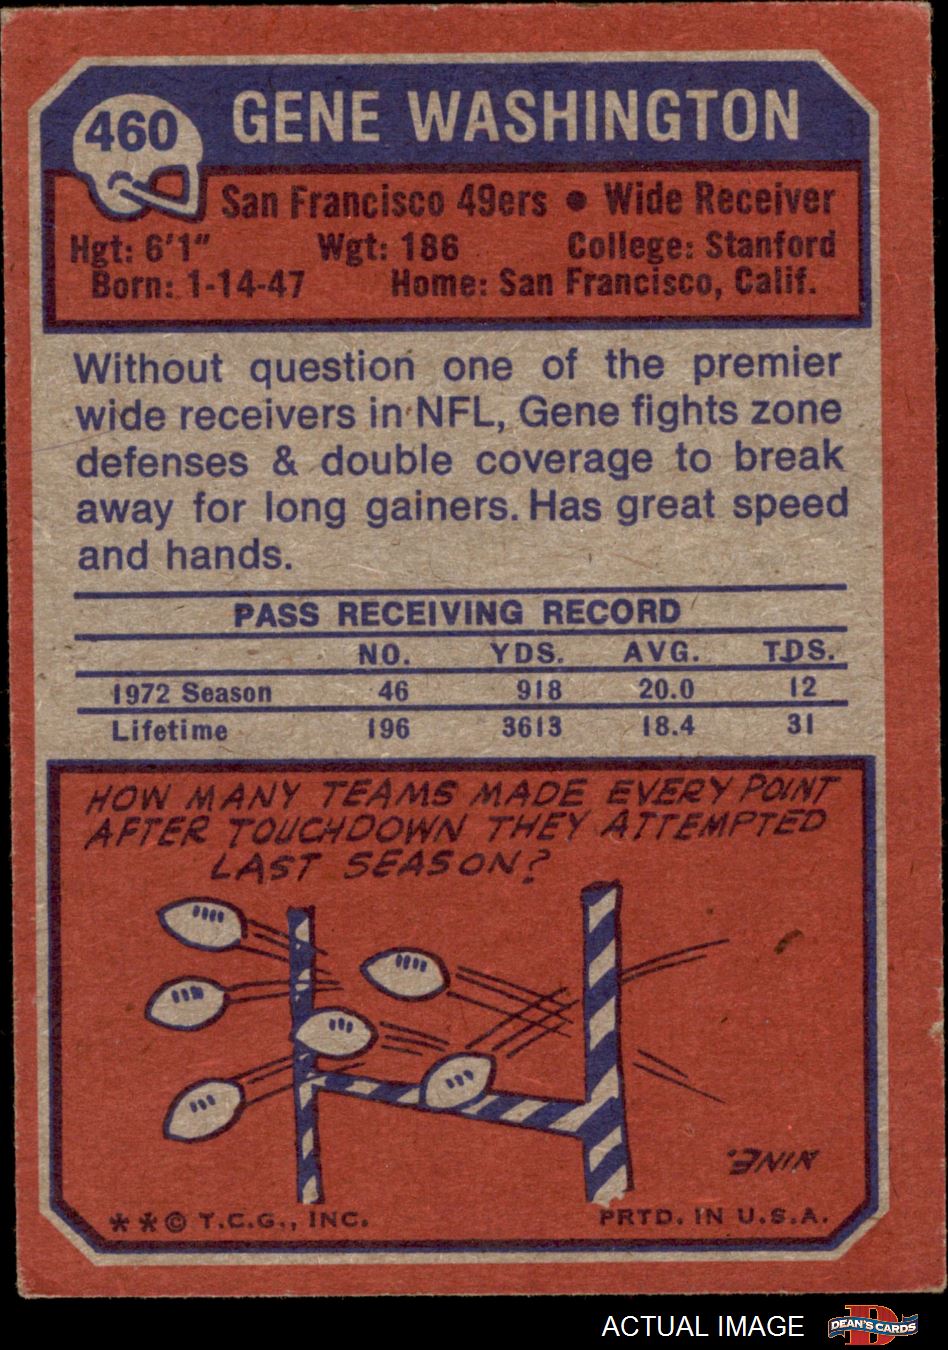 460
GENE WASHINGTON
San Francisco 49ers • Wide Receiver
Hgt: 6'1" Wgt: 186 College: Stanford
Born: 1-14-47 Home: San Francisco, Calif.
Without question one of the premier
wide receivers in NFL, Gene fights zone
defenses & double coverage to break
away for long gainers. Has great speed
and hands.
PASS RECEIVING RECORD
NO. YDS. AVG. TDS.
1972 Season 46 918 20.0 12
Lifetime 196 3613 18.4 31
HOW MANY TEAMS MADE EVERY POINT
AFTER TOUCHDOWN THEY ATTEMPTED
LAST SEASON?
NINE.
**© T.C.G., INC. PRTD. IN U.S.A.
ACTUAL IMAGE
D
DEAN'S CARDS